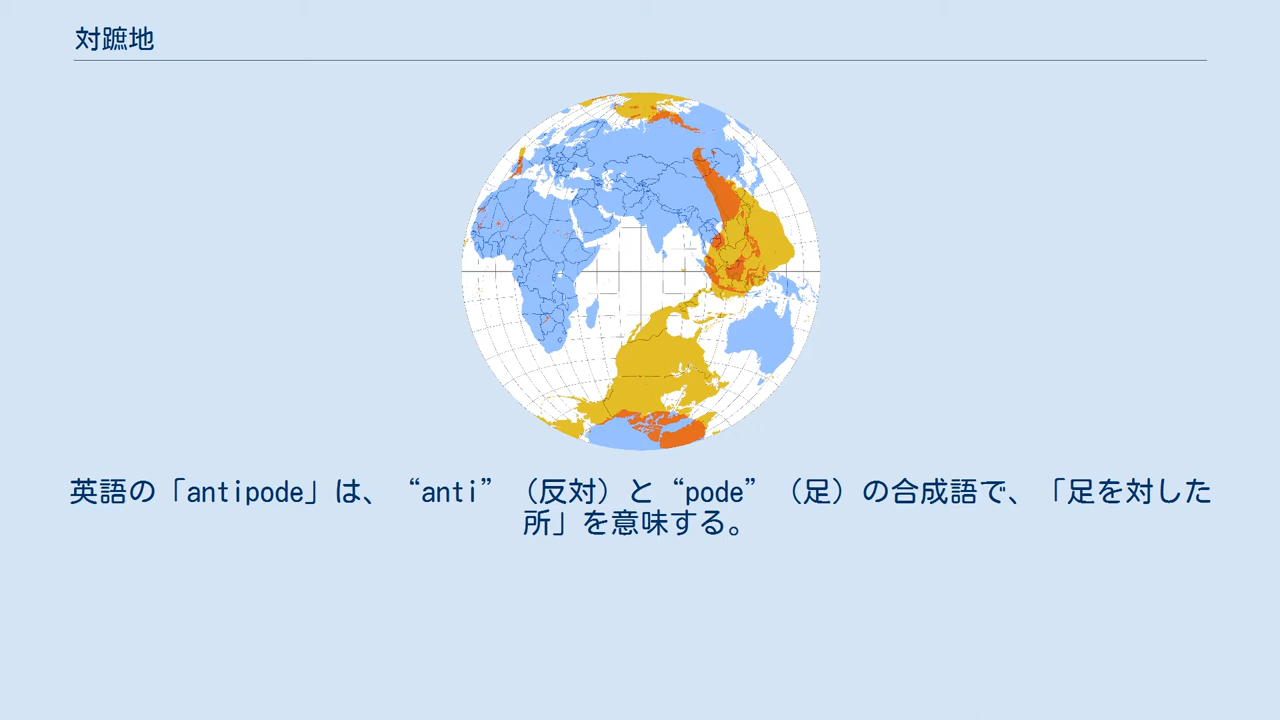 対蹠地
英語の「antipode」は、“anti”（反対）と“pode”（足）の合成語で、「足を対した
所」を意味する。